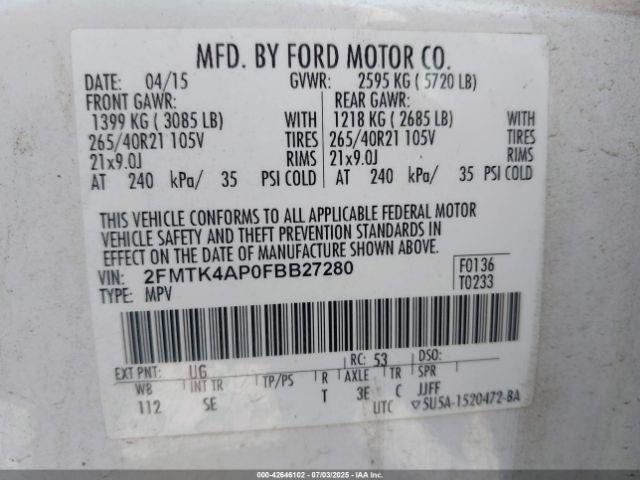 MFD. BY FORD MOTOR CO.
DATE: 04/15 GVWR: 2595 KG ( 5720 LB)
FRONT GAWR: REAR GAWR:
1399 KG ( 3085 LB) WITH 1218 KG ( 2685 LB) WITH
265/40R21 105V TIRES 265/40R21 105V TIRES
21x9.0J RIMS 21x9.0J RIMS
AT 240 kPa/ 35 PSI COLD AT 240 kPa/ 35 PSI COLD
THIS VEHICLE CONFORMS TO ALL APPLICABLE FEDERAL MOTOR
VEHICLE SAFETY AND THEFT PREVENTION STANDARDS IN
EFFECT ON THE DATE OF MANUFACTURE SHOWN ABOVE.
VIN: 2FMTK4AP0FBB27280 F0136
TYPE: MPV T0233
EXT PNT: UG RC: 53 DSO:
WB INT TR TP/PS R AXLE TR SPR
112 SE T 3E C JJFF
UTC ▽5U5A-1520472-BA
000-42646102 - 07/03/2025 - IAAI.COM